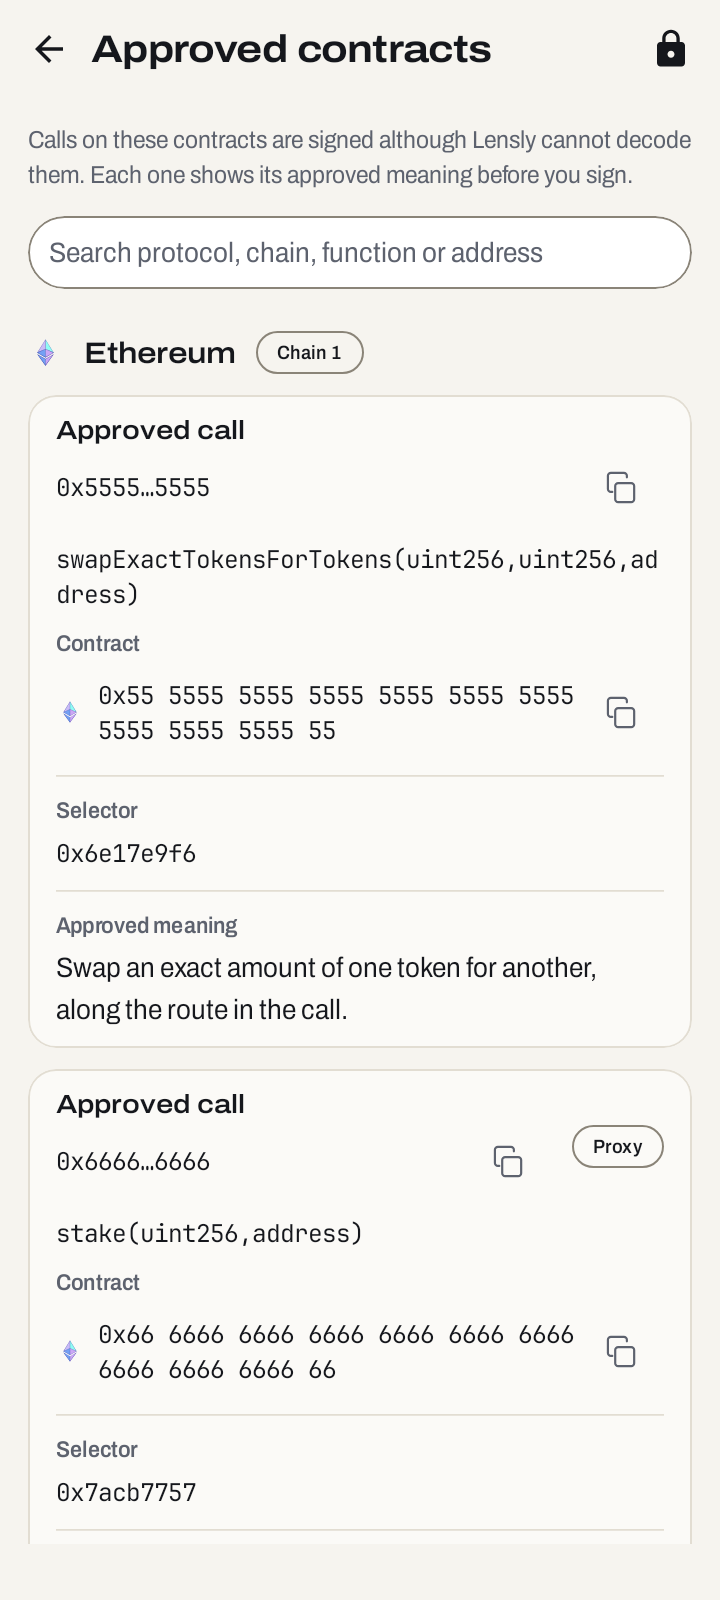 Approved contracts
Calls on these contracts are signed although Lensly cannot decode
them. Each one shows its approved meaning before you sign.
Search protocol, chain, function or address
Ethereum
Chain 1
Approved call
0x5555…5555
swapExactTokensForTokens(uint256,uint256,ad
dress)
Contract
0x55 5555 5555 5555 5555 5555 5555
5555 5555 5555 55
Selector
0x6e17e9f6
Approved meaning
Swap an exact amount of one token for another,
along the route in the call.
Approved call
0x6666…6666
Proxy
stake(uint256,address)
Contract
0x66 6666 6666 6666 6666 6666 6666
6666 6666 6666 66
Selector
0x7acb7757